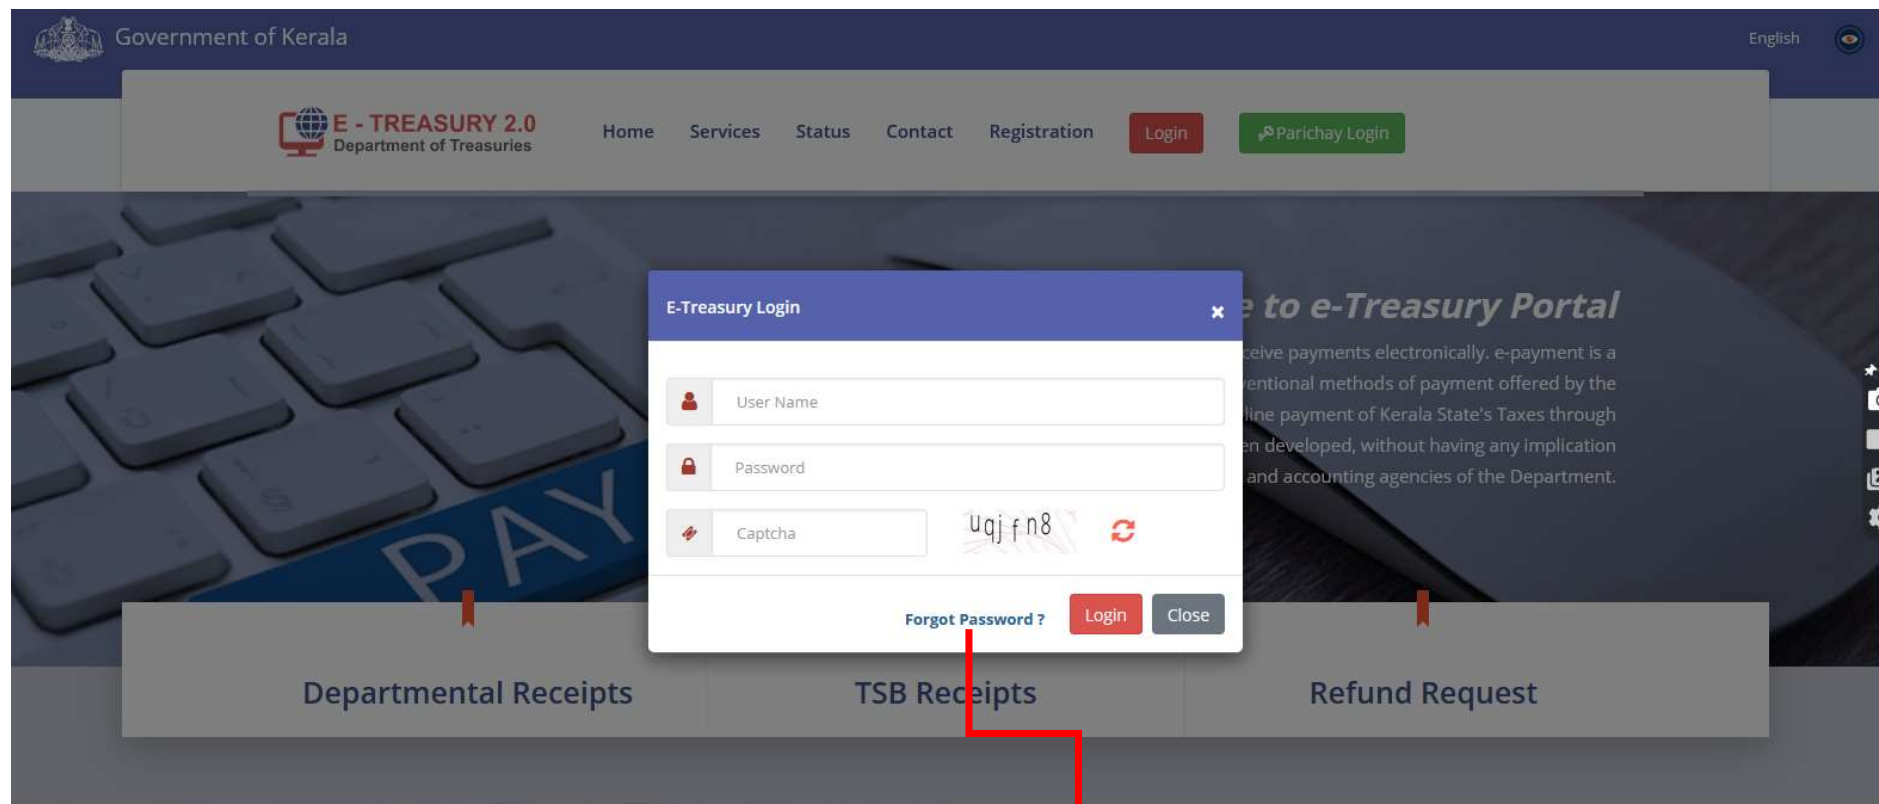 Government of Kerala
English
E - TREASURY 2.0
Department of Treasuries
Home
Services
Status
Contact
Registration
Login
Parichay Login
E-Treasury Login
×
e to e-Treasury Portal
ceive payments electronically. e-payment is a
ventional methods of payment offered by the
line payment of Kerala State's Taxes through
en developed, without having any implication
and accounting agencies of the Department.
User Name
Password
Captcha
uqjfn8
PAY
Forgot Password ?
Login
Close
Departmental Receipts
TSB Receipts
Refund Request